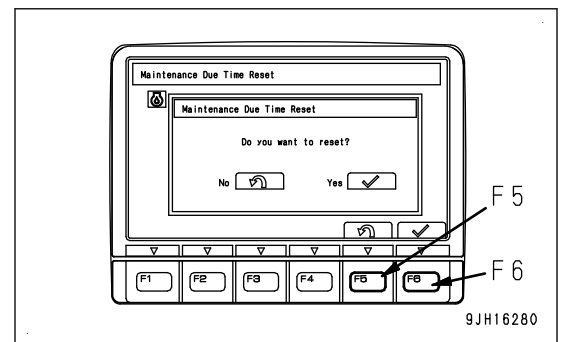 Maintenance Due Time Reset
Maintenance Due Time Reset
Do you want to reset?
No Yes
F1 F2 F3 F4 F5 F6
F5
F6
9JH16280